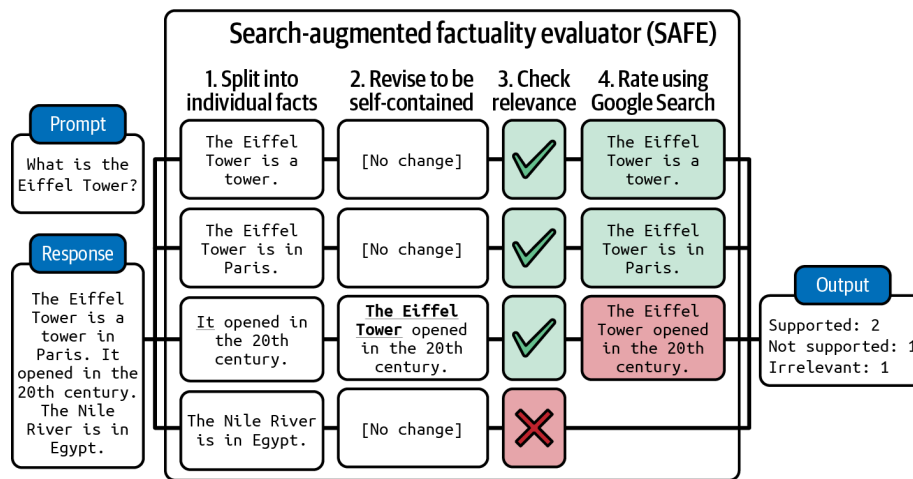 Search-augmented factuality evaluator (SAFE)
1. Split into
individual facts
2. Revise to be
self-contained
3. Check
relevance
4. Rate using
Google Search
Prompt
What is the
Eiffel Tower?
Response
The Eiffel
Tower is a
tower in
Paris. It
opened in the
20th century.
The Nile
River is in
Egypt.
The Eiffel
Tower is a
tower.
[No change]
The Eiffel
Tower is a
tower.
The Eiffel
Tower is in
Paris.
[No change]
The Eiffel
Tower is in
Paris.
It opened in
the 20th
century.
The Eiffel
Tower opened
in the 20th
century.
The Eiffel
Tower opened
in the 20th
century.
The Nile River
is in Egypt.
[No change]
Output
Supported: 2
Not supported: 1
Irrelevant: 1